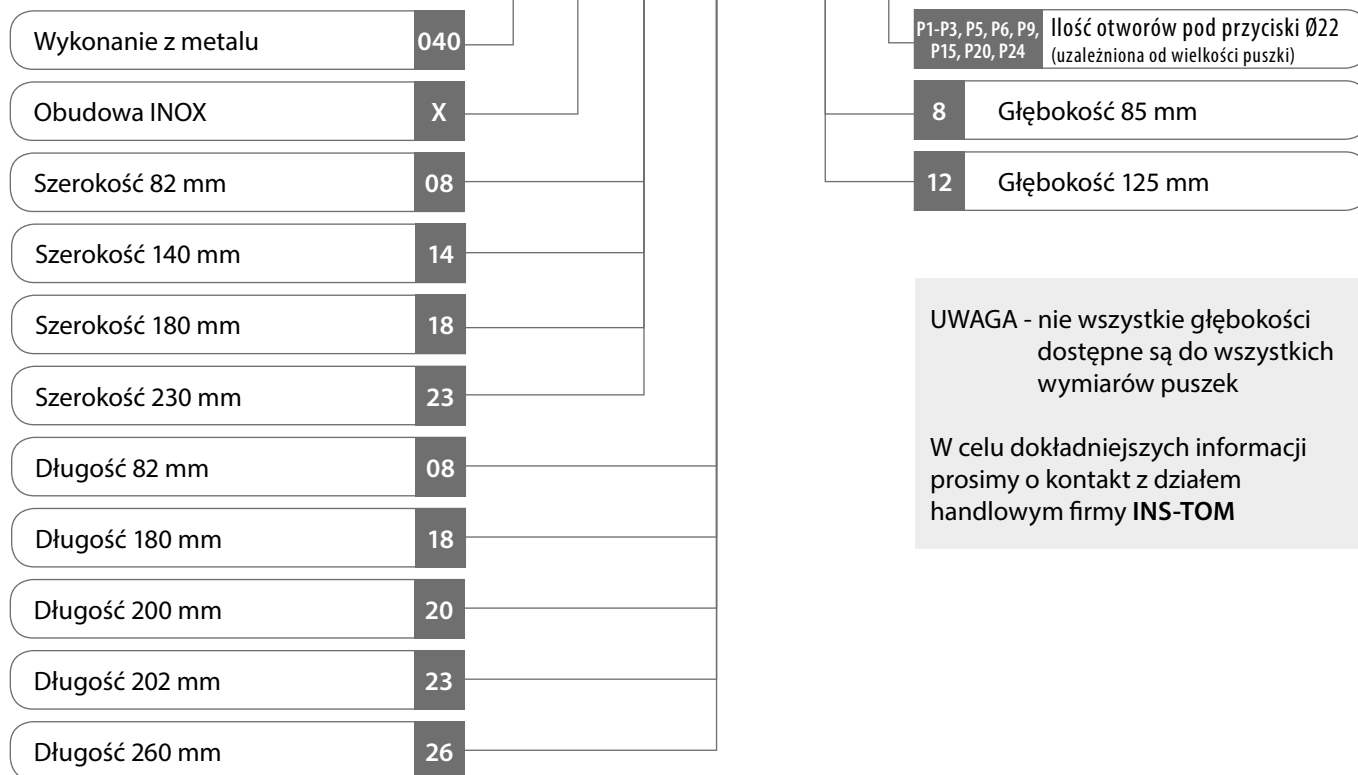 Wykonanie z metalu 040
Obudowa INOX X
Szerokość 82 mm 08
Szerokość 140 mm 14
Szerokość 180 mm 18
Szerokość 230 mm 23
Długość 82 mm 08
Długość 180 mm 18
Długość 200 mm 20
Długość 202 mm 23
Długość 260 mm 26
P1-P3, P5, P6, P9,
P15, P20, P24
Ilość otworów pod przyciski Ø22
(uzależniona od wielkości puszki)
8 Głębokość 85 mm
12 Głębokość 125 mm
UWAGA - nie wszystkie głębokości
dostępne są do wszystkich
wymiarów puszek
W celu dokładniejszych informacji
prosimy o kontakt z działem
handlowym firmy INS-TOM